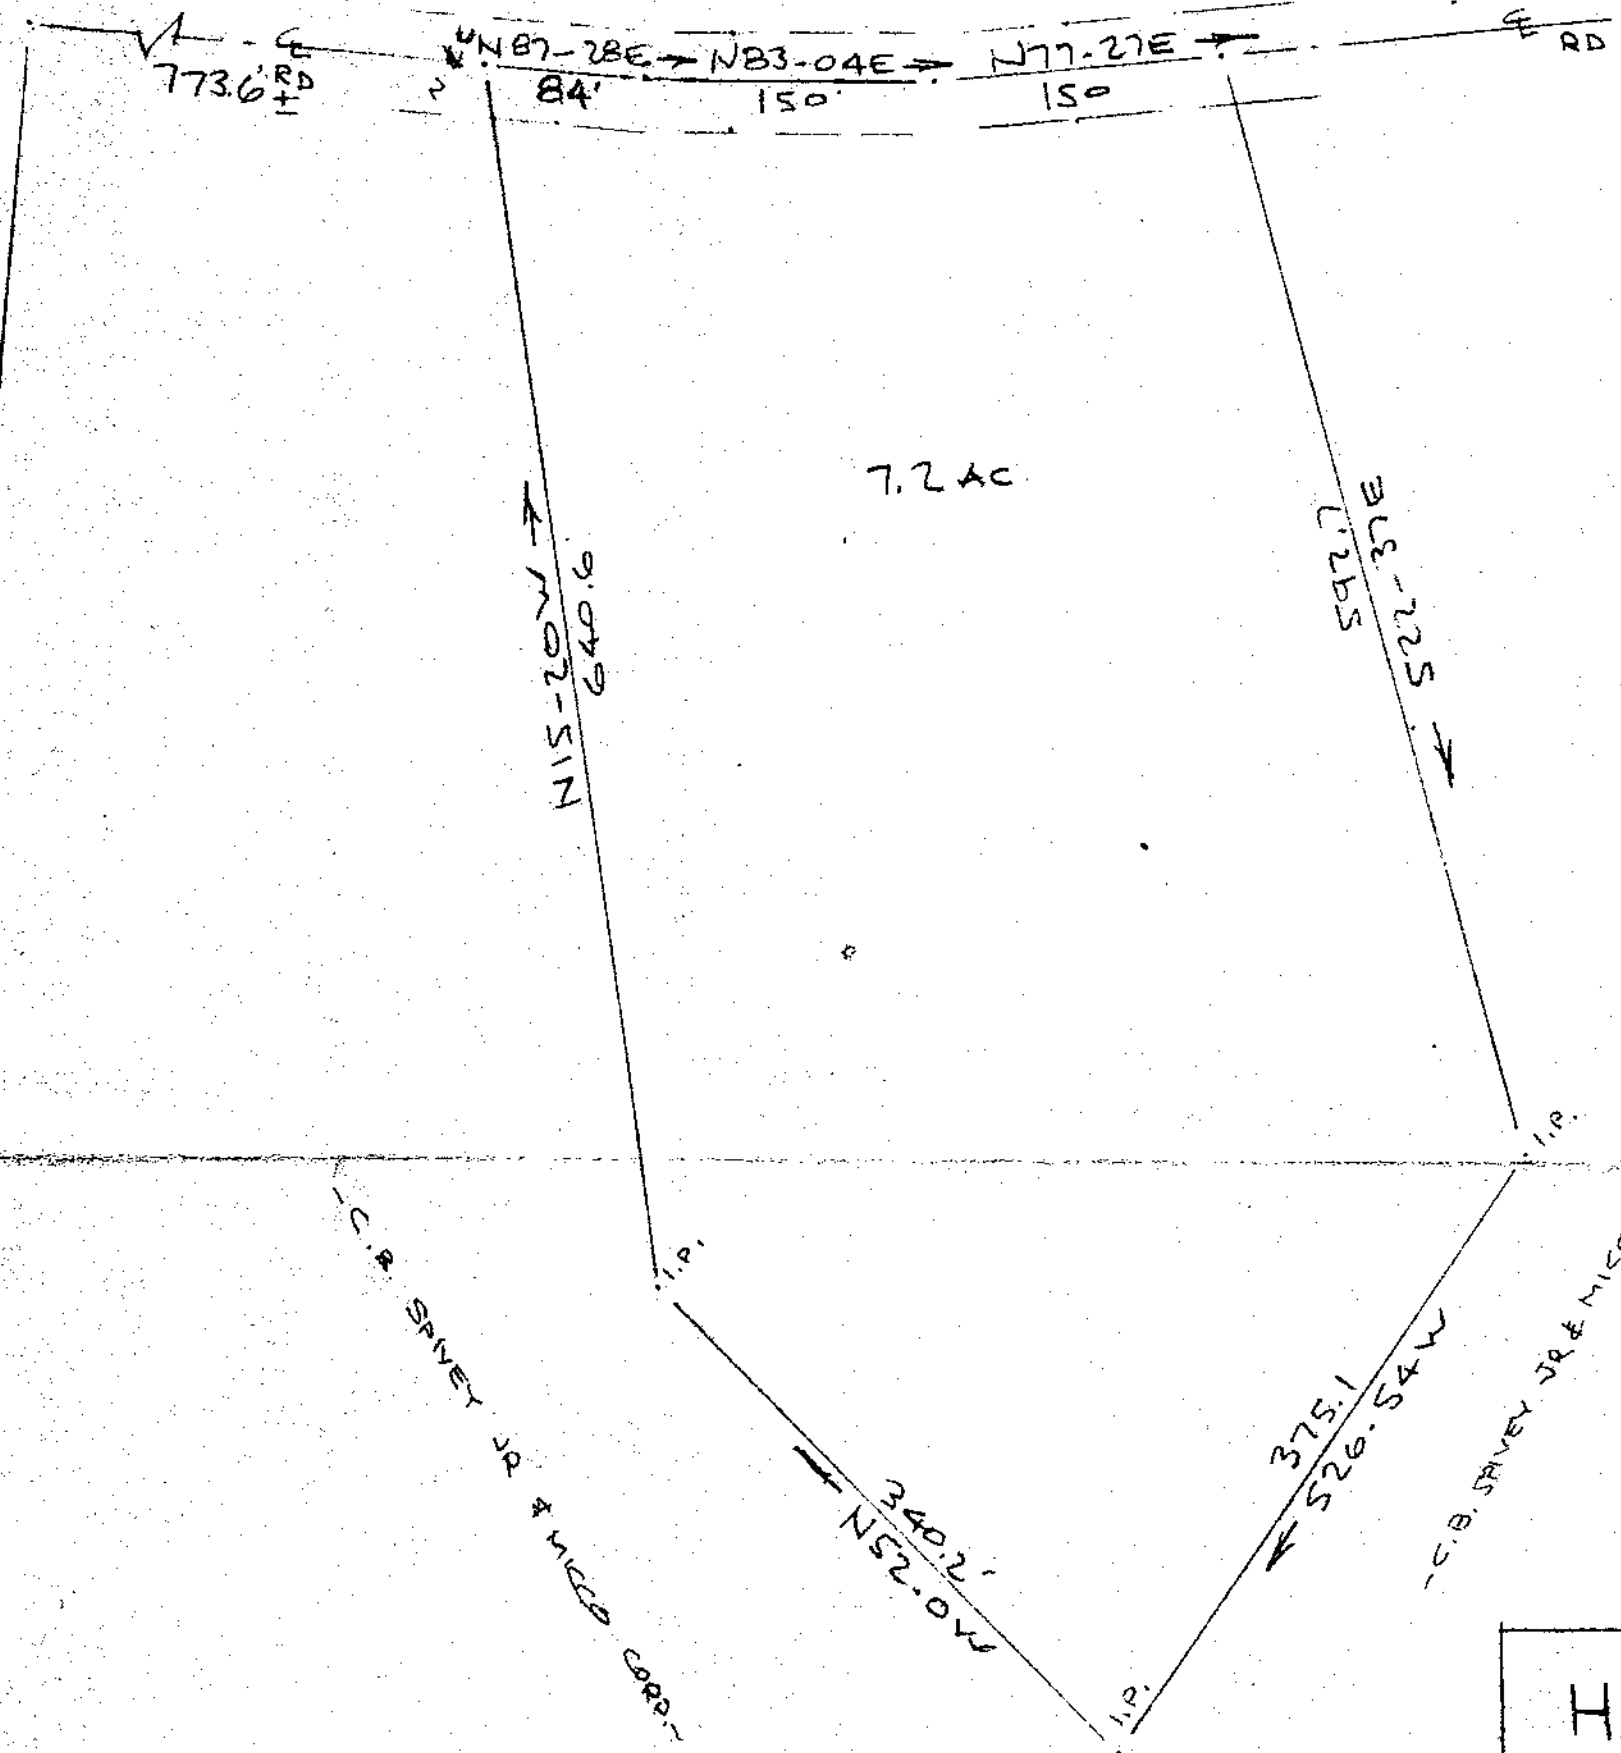 ℄
RD
773.6'
±
℄
RD
N87-28E → N83-04E → N77-27E →
84'
150'
150
7.2 AC
N15-20W →
640.6
592.7
S22-37E →
I.P.
I.P.
I.P.
375.1
S26.54W
340.2'
N52.0W
-C.B. SPIVEY JR & MICCO CORP.-
-C.B. SPIVEY JR &
H